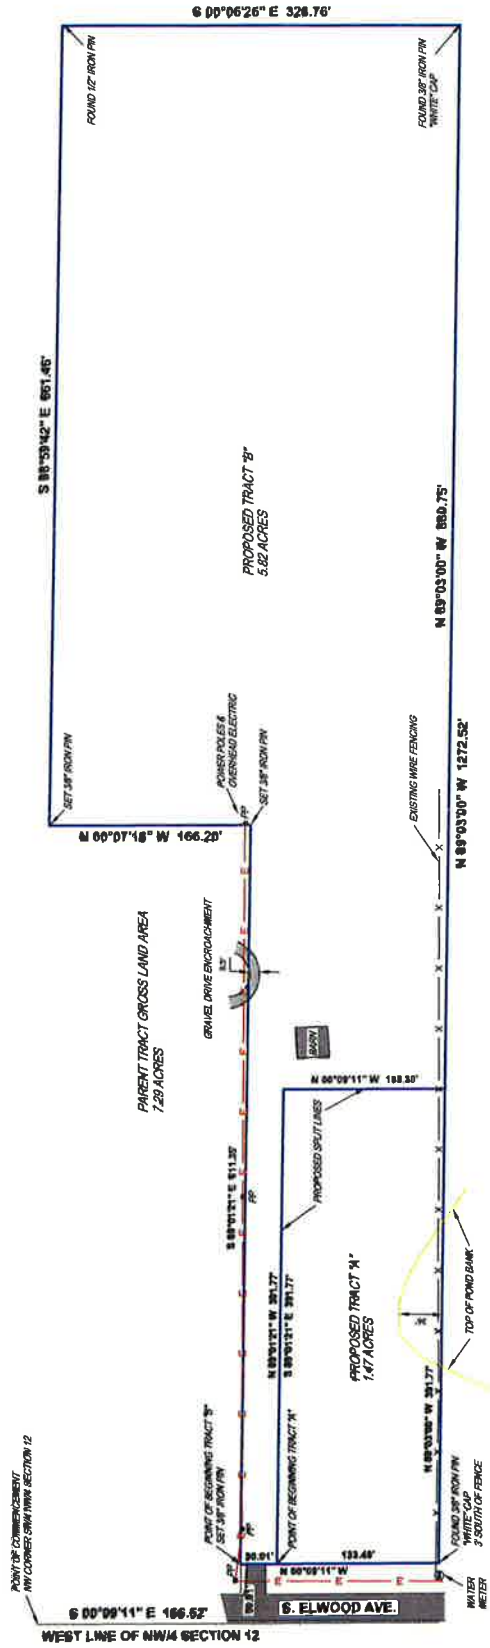 S 00°06'26" E 328.76'
FOUND 1/2" IRON PIN
FOUND 3/8" IRON PIN
"WHITE" CAP
S 88°59'42" E 661.46'
PROPOSED TRACT "B"
5.82 ACRES
N 89°03'00" W 880.75'
SET 3/8" IRON PIN
POWER POLES &
OVERHEAD ELECTRIC
PP
SET 3/8" IRON PIN
N 00°07'18" W 166.20'
EXISTING WIRE FENCING
N 89°03'00" W 1272.52'
PARENT TRACT GROSS LAND AREA
7.29 ACRES
GRAVEL DRIVE ENCROACHMENT
BARN
N 00°09'11" W
PROPOSED SPLIT LINES
S 89°01'21" E 611.35'
PP
N 89°01'21" W 391.77'
S 89°01'21" E 391.77'
PROPOSED TRACT "A"
1.47 ACRES
TOP OF POND BANK
N 89°03'00" W 391.77'
POINT OF COMMENCEMENT
NW CORNER
SECTION 12
POINT OF BEGINNING TRACT "B"
SET 3/8" IRON PIN
POINT OF BEGINNING TRACT "A"
PP
PP
30.01'
N 00°09'11" W
133.49'
FOUND 3/8" IRON PIN
"WHITE" CAP
3' SOUTH OF FENCE
WATER
METER
S. ELWOOD AVE.
S 00°09'11" E 166.52'
WEST LINE OF NW/4 SECTION 12